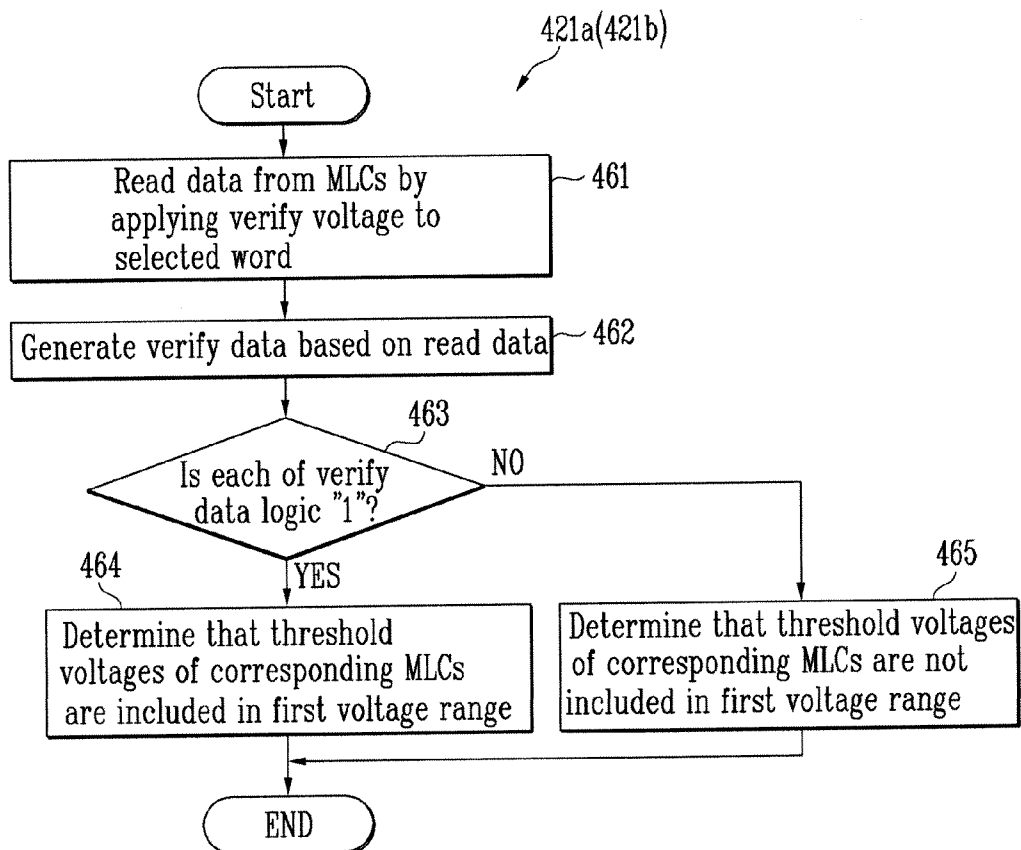 421a(421b)
Start
Read data from MLCs by
applying verify voltage to
selected word
461
Generate verify data based on read data
462
463
Is each of verify
data logic "1"?
NO
YES
464
Determine that threshold
voltages of corresponding MLCs
are included in first voltage range
465
Determine that threshold voltages
of corresponding MLCs are not
included in first voltage range
END